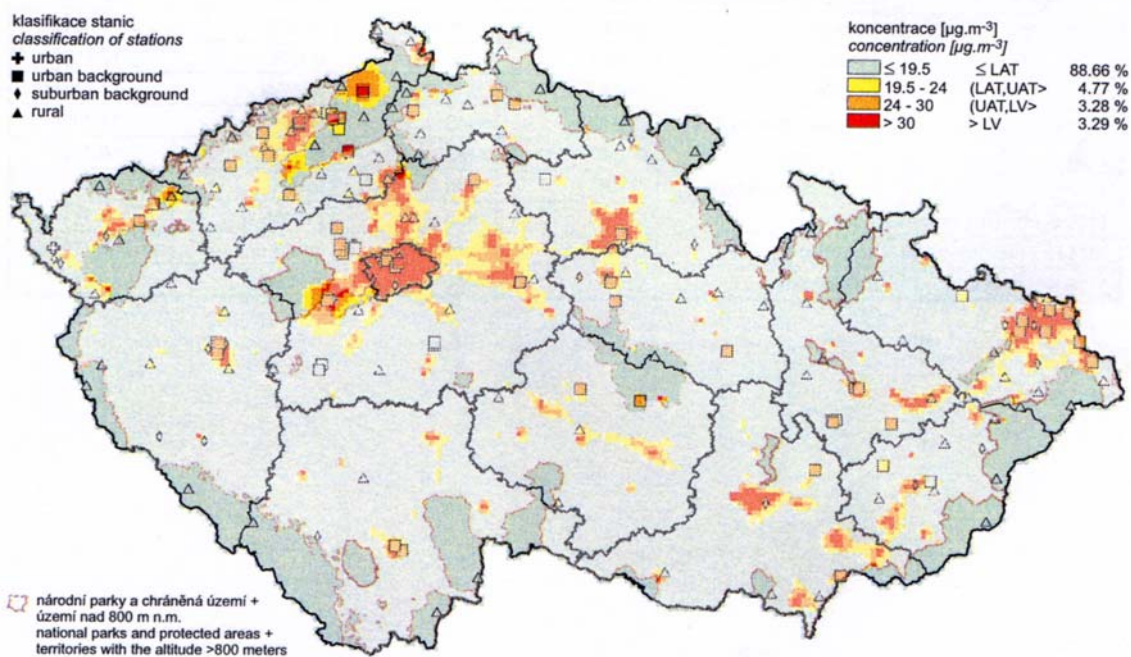 klasifikace stanic
classification of stations
urban
urban background
suburban background
rural
koncentrace [µg.m-3]
concentration [µg.m-3]
≤ 19.5 ≤ LAT 88.66 %
19.5 - 24 (LAT,UAT> 4.77 %
24 - 30 (UAT,LV> 3.28 %
> 30 > LV 3.29 %
národní parky a chráněná území +
území nad 800 m n.m.
national parks and protected areas +
territories with the altitude >800 meters